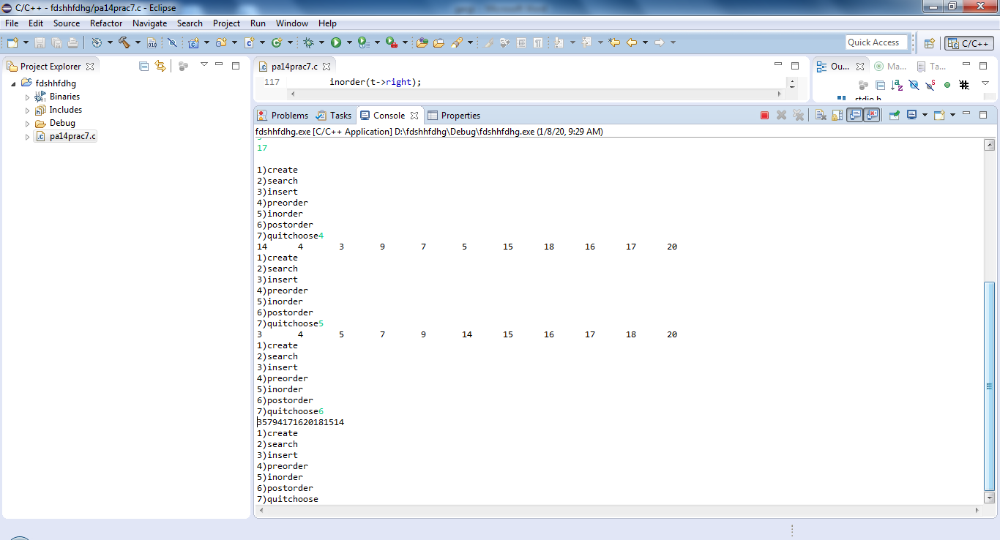 C/C++ - fdshhfdhg/pa14prac7.c - Eclipse
File Edit Source Refactor Navigate Search Project Run Window Help
Quick Access
C/C++
Project Explorer
fdshhfdhg
Binaries
Includes
Debug
pa14prac7.c
pa14prac7.c
117 inorder(t->right);
Ou...
Ma...
Ta...
Problems Tasks Console Properties
fdshhfdhg.exe [C/C++ Application] D:\fdshhfdhg\Debug\fdshhfdhg.exe (1/8/20, 9:29 AM)
17
1)create
2)search
3)insert
4)preorder
5)inorder
6)postorder
7)quitchoose4
14 4 3 9 7 5 15 18 16 17 20
1)create
2)search
3)insert
4)preorder
5)inorder
6)postorder
7)quitchoose5
3 4 5 7 9 14 15 16 17 18 20
1)create
2)search
3)insert
4)preorder
5)inorder
6)postorder
7)quitchoose6
35794171620181514
1)create
2)search
3)insert
4)preorder
5)inorder
6)postorder
7)quitchoose